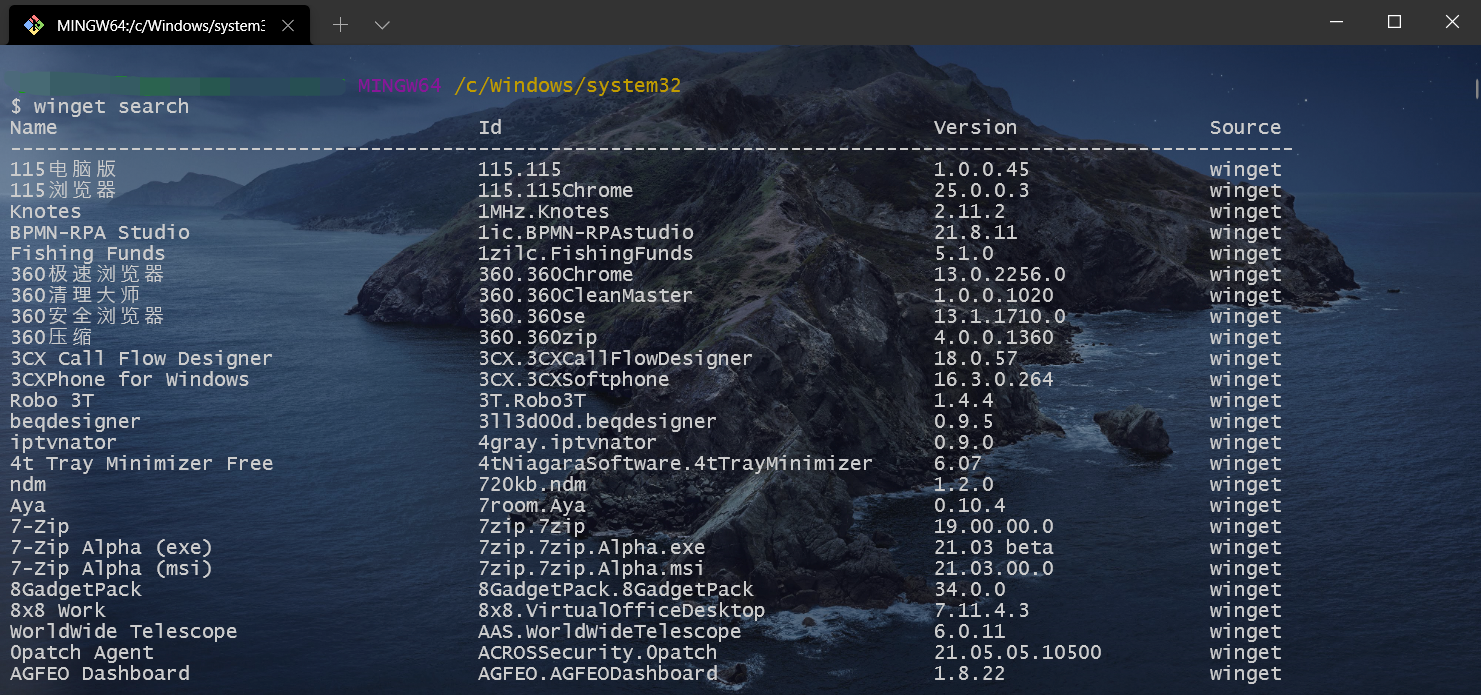 MINGW64:/c/Windows/system3
MINGW64 /c/Windows/system32
$ winget search
Name Id Version Source
--------------------------------------------------------------------------------------------------------------
115电脑版 115.115 1.0.0.45 winget
115浏览器 115.115Chrome 25.0.0.3 winget
Knotes 1MHz.Knotes 2.11.2 winget
BPMN-RPA Studio 1ic.BPMN-RPAstudio 21.8.11 winget
Fishing Funds 1zilc.FishingFunds 5.1.0 winget
360极速浏览器 360.360Chrome 13.0.2256.0 winget
360清理大师 360.360CleanMaster 1.0.0.1020 winget
360安全浏览器 360.360se 13.1.1710.0 winget
360压缩 360.360zip 4.0.0.1360 winget
3CX Call Flow Designer 3CX.3CXCallFlowDesigner 18.0.57 winget
3CXPhone for Windows 3CX.3CXSoftphone 16.3.0.264 winget
Robo 3T 3T.Robo3T 1.4.4 winget
beqdesigner 3ll3d00d.beqdesigner 0.9.5 winget
iptvnator 4gray.iptvnator 0.9.0 winget
4t Tray Minimizer Free 4tNiagaraSoftware.4tTrayMinimizer 6.07 winget
ndm 720kb.ndm 1.2.0 winget
Aya 7room.Aya 0.10.4 winget
7-Zip 7zip.7zip 19.00.00.0 winget
7-Zip Alpha (exe) 7zip.7zip.Alpha.exe 21.03 beta winget
7-Zip Alpha (msi) 7zip.7zip.Alpha.msi 21.03.00.0 winget
8GadgetPack 8GadgetPack.8GadgetPack 34.0.0 winget
8x8 Work 8x8.VirtualOfficeDesktop 7.11.4.3 winget
WorldWide Telescope AAS.WorldWideTelescope 6.0.11 winget
0patch Agent ACROSSecurity.0patch 21.05.05.10500 winget
AGFEO Dashboard AGFEO.AGFEODashboard 1.8.22 winget